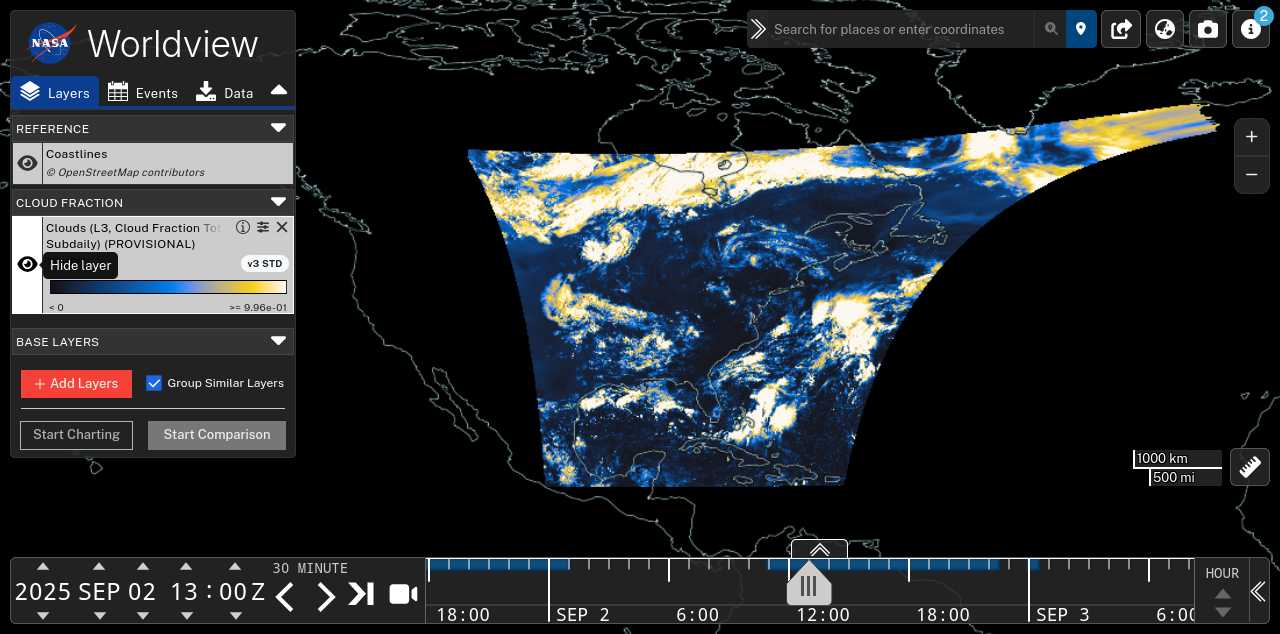 NASA
Worldview
Layers
Events
Data
REFERENCE
Coastlines
© OpenStreetMap contributors
CLOUD FRACTION
Clouds (L3, Cloud Fraction Tot
Subdaily) (PROVISIONAL)
Hide layer
v3 STD
< 0
>= 9.96e-01
BASE LAYERS
+ Add Layers
Group Similar Layers
Start Charting
Start Comparison
Search for places or enter coordinates
2
+
−
1000 km
500 mi
2025 SEP 02 13 : 00 Z
30 MINUTE
18:00
SEP 2
6:00
12:00
18:00
SEP 3
6:00
HOUR